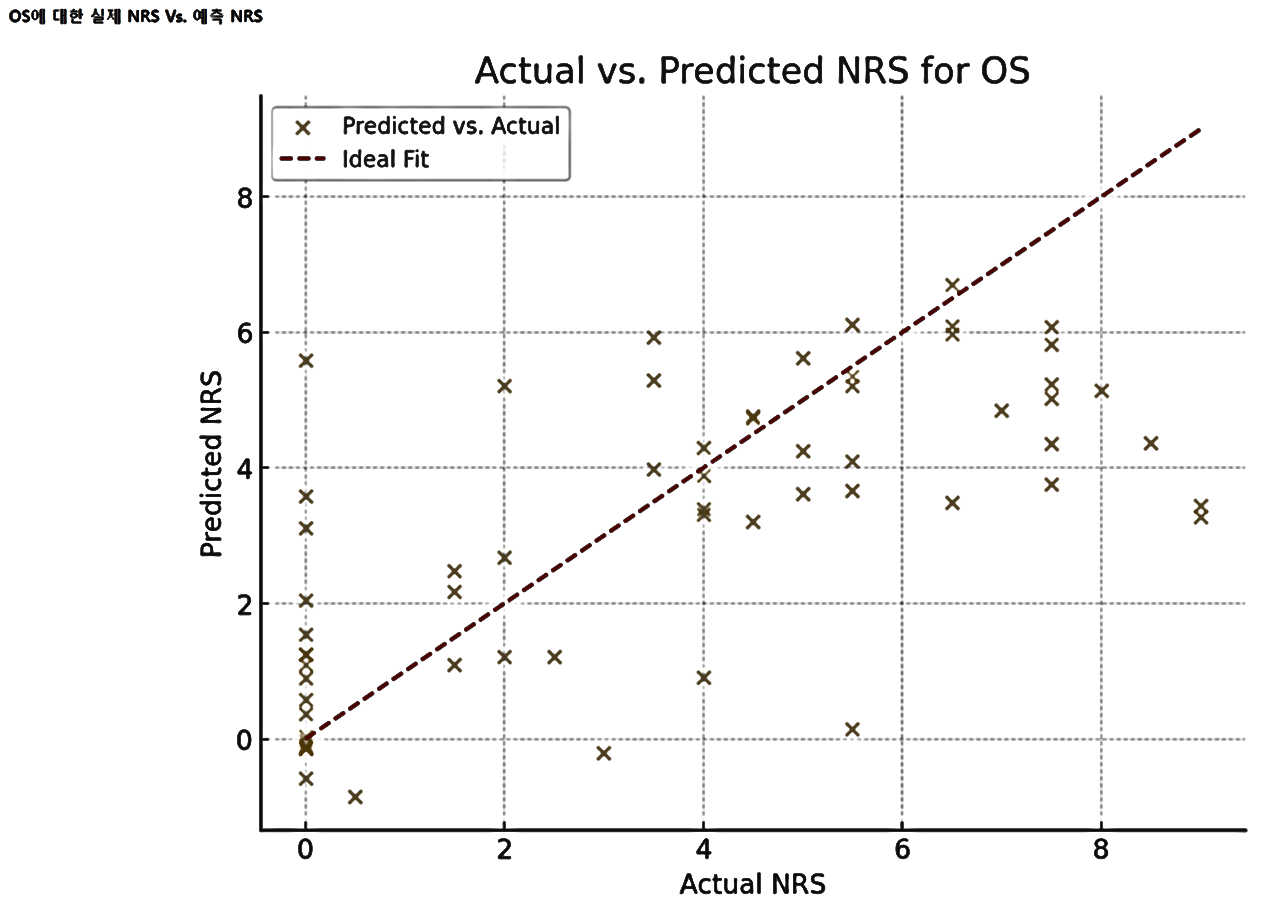 OS에 대한 실제 NRS Vs. 예측 NRS
Actual vs. Predicted NRS for OS
Predicted vs. Actual
Ideal Fit
8
6
4
2
0
Predicted NRS
0 2 4 6 8
Actual NRS